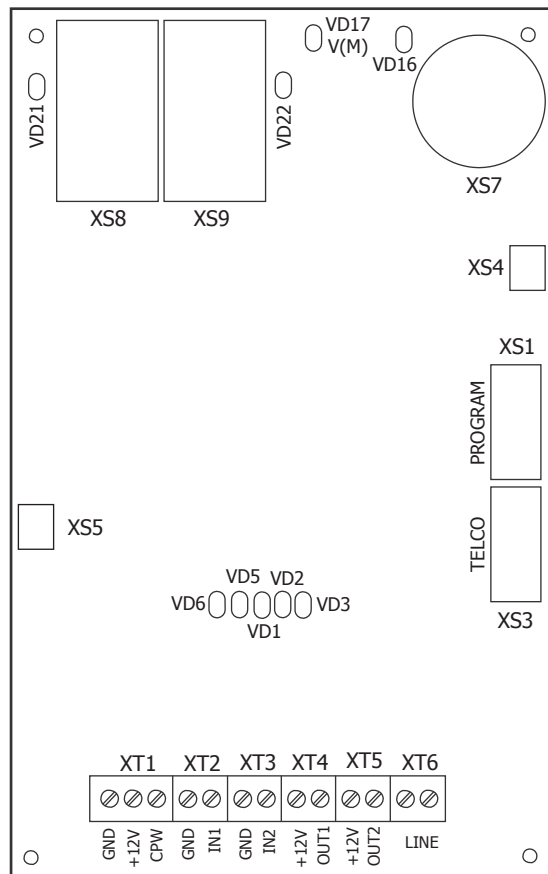 VD17
V(M)
VD16
VD21
VD22
XS7
XS8
XS9
XS4
XS1
PROGRAM
XS5
TELCO
VD5
VD2
VD6
VD3
VD1
XS3
XT1
XT2
XT3
XT4
XT5
XT6
GND
+12V
CPW
GND
IN1
GND
IN2
+12V
OUT1
+12V
OUT2
LINE